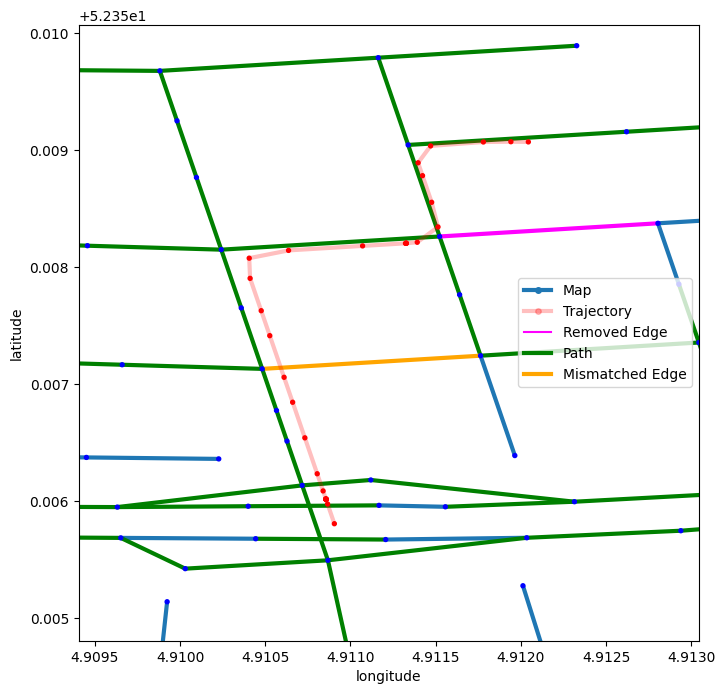 +5.235e1
0.010
0.009
0.008
0.007
0.006
0.005
latitude
Map
Trajectory
Removed Edge
Path
Mismatched Edge
4.9095 4.9100 4.9105 4.9110 4.9115 4.9120 4.9125 4.9130
longitude